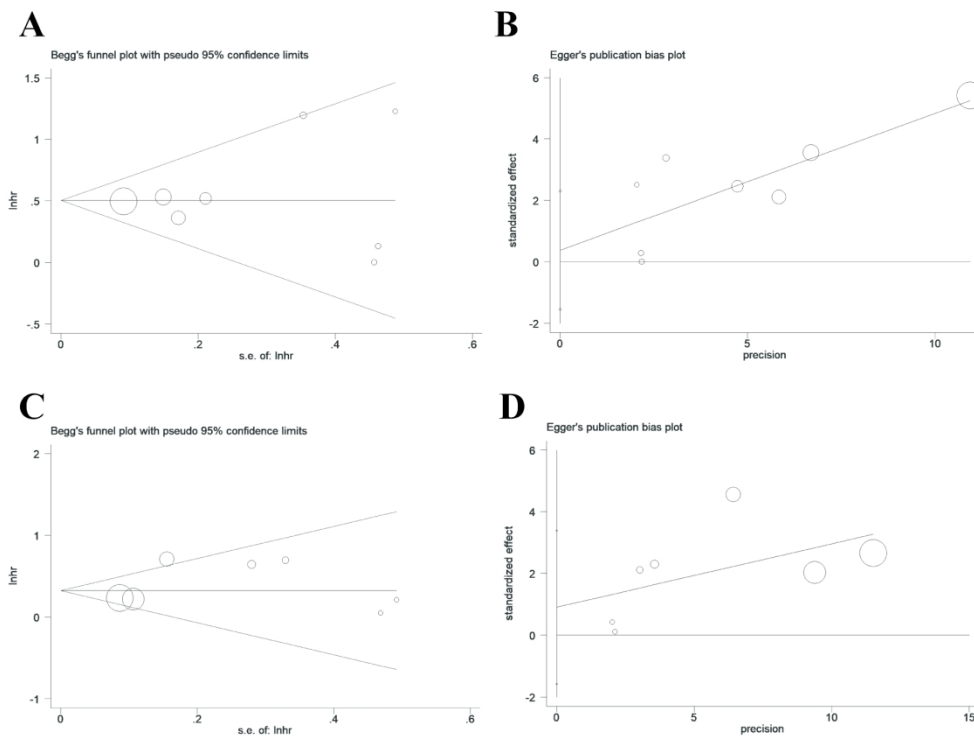 A
Begg's funnel plot with pseudo 95% confidence limits
1.5
1
.5
0
-.5
lnhr
0 .2 .4 .6
s.e. of: lnhr
B
Egger's publication bias plot
6
4
2
0
-2
standardized effect
0 5 10
precision
C
Begg's funnel plot with pseudo 95% confidence limits
2
1
0
-1
lnhr
0 .2 .4 .6
s.e. of: lnhr
D
Egger's publication bias plot
6
4
2
0
-2
standardized effect
0 5 10 15
precision